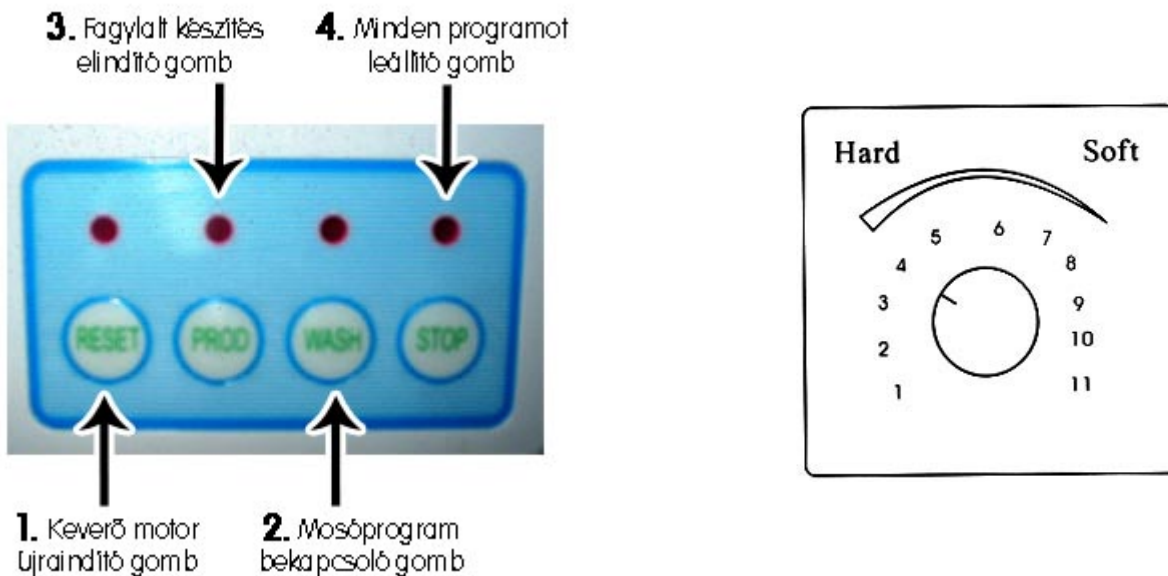 3. Fagylalt készítés
elindító gomb
4. Minden programot
leállító gomb
RESET PROD WASH STOP
1. Keverő motor
Újraindító gomb
2. Mosóprogram
bekapcsoló gomb
Hard Soft
1
2
3
4
5
6
7
8
9
10
11